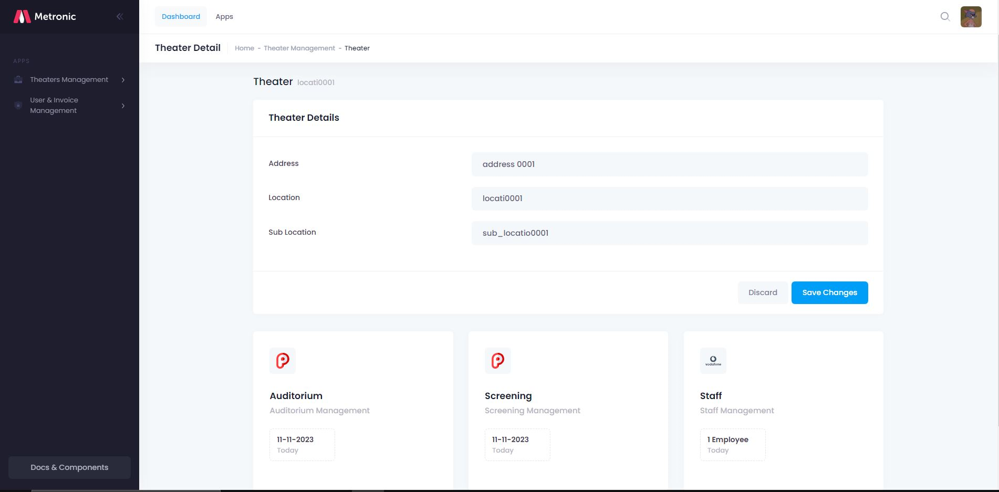 Metronic
Dashboard
Apps
Theater Detail
Home - Theater Management - Theater
APPS
Theaters Management
User & Invoice
Management
Docs & Components
Theater locati0001
Theater Details
Address
address 0001
Location
locati0001
Sub Location
sub_locatio0001
Discard
Save Changes
Auditorium
Auditorium Management
11-11-2023
Today
Screening
Screening Management
11-11-2023
Today
vodafone
Staff
Staff Management
1 Employee
Today